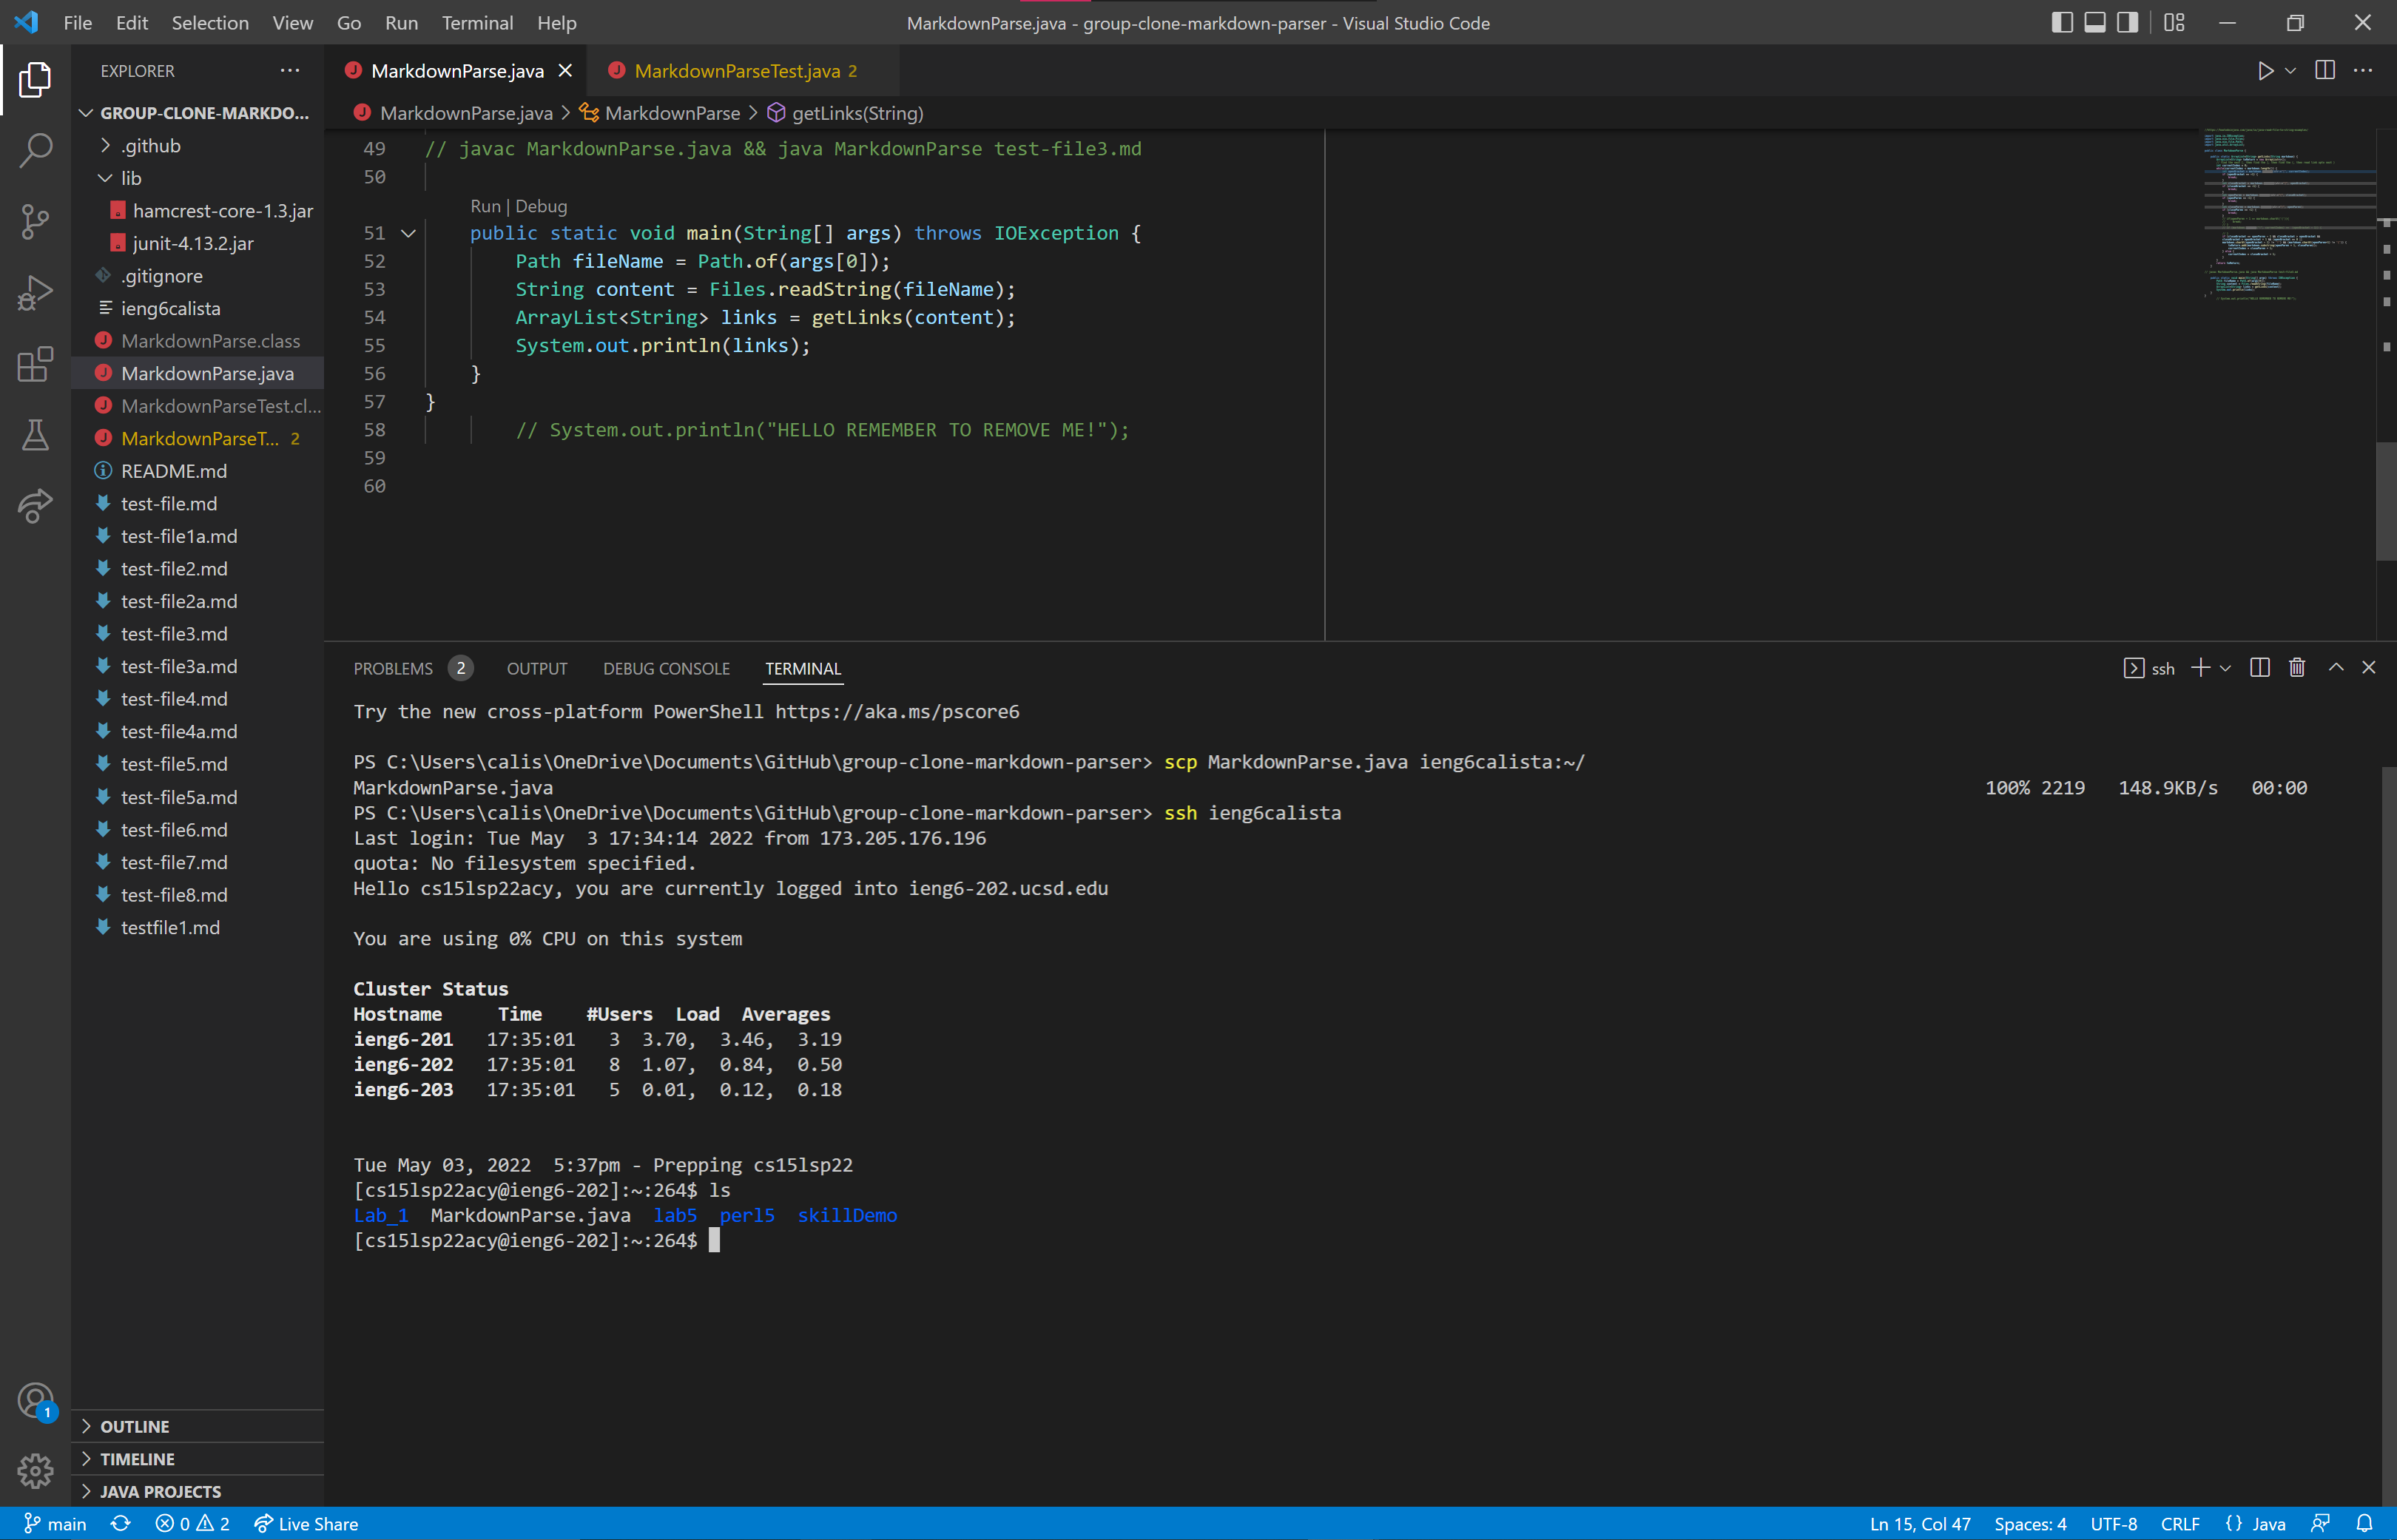 File Edit Selection View Go Run Terminal Help
MarkdownParse.java - group-clone-markdown-parser - Visual Studio Code
EXPLORER
GROUP-CLONE-MARKDO...
.github
lib
hamcrest-core-1.3.jar
junit-4.13.2.jar
.gitignore
ieng6calista
MarkdownParse.class
MarkdownParse.java
MarkdownParseTest.cl...
MarkdownParseT... 2
README.md
test-file.md
test-file1a.md
test-file2.md
test-file2a.md
test-file3.md
test-file3a.md
test-file4.md
test-file4a.md
test-file5.md
test-file5a.md
test-file6.md
test-file7.md
test-file8.md
testfile1.md
OUTLINE
TIMELINE
JAVA PROJECTS
1
MarkdownParse.java
MarkdownParseTest.java 2
MarkdownParse.java > MarkdownParse > getLinks(String)
49 // javac MarkdownParse.java && java MarkdownParse test-file3.md
50
Run | Debug
51 public static void main(String[] args) throws IOException {
52 Path fileName = Path.of(args[0]);
53 String content = Files.readString(fileName);
54 ArrayList<String> links = getLinks(content);
55 System.out.println(links);
56 }
57 }
58 // System.out.println("HELLO REMEMBER TO REMOVE ME!");
59
60
PROBLEMS 2 OUTPUT DEBUG CONSOLE TERMINAL
ssh
Try the new cross-platform PowerShell https://aka.ms/pscore6
PS C:\Users\calis\OneDrive\Documents\GitHub\group-clone-markdown-parser> scp MarkdownParse.java ieng6calista:~/
MarkdownParse.java 100% 2219 148.9KB/s 00:00
PS C:\Users\calis\OneDrive\Documents\GitHub\group-clone-markdown-parser> ssh ieng6calista
Last login: Tue May  3 17:34:14 2022 from 173.205.176.196
quota: No filesystem specified.
Hello cs15lsp22acy, you are currently logged into ieng6-202.ucsd.edu
You are using 0% CPU on this system
Cluster Status
Hostname Time #Users Load Averages
ieng6-201 17:35:01 3 3.70, 3.46, 3.19
ieng6-202 17:35:01 8 1.07, 0.84, 0.50
ieng6-203 17:35:01 5 0.01, 0.12, 0.18
Tue May 03, 2022  5:37pm - Prepping cs15lsp22
[cs15lsp22acy@ieng6-202]:~:264$ ls
Lab_1 MarkdownParse.java lab5 perl5 skillDemo
[cs15lsp22acy@ieng6-202]:~:264$
main 0 2 Live Share
Ln 15, Col 47 Spaces: 4 UTF-8 CRLF {} Java